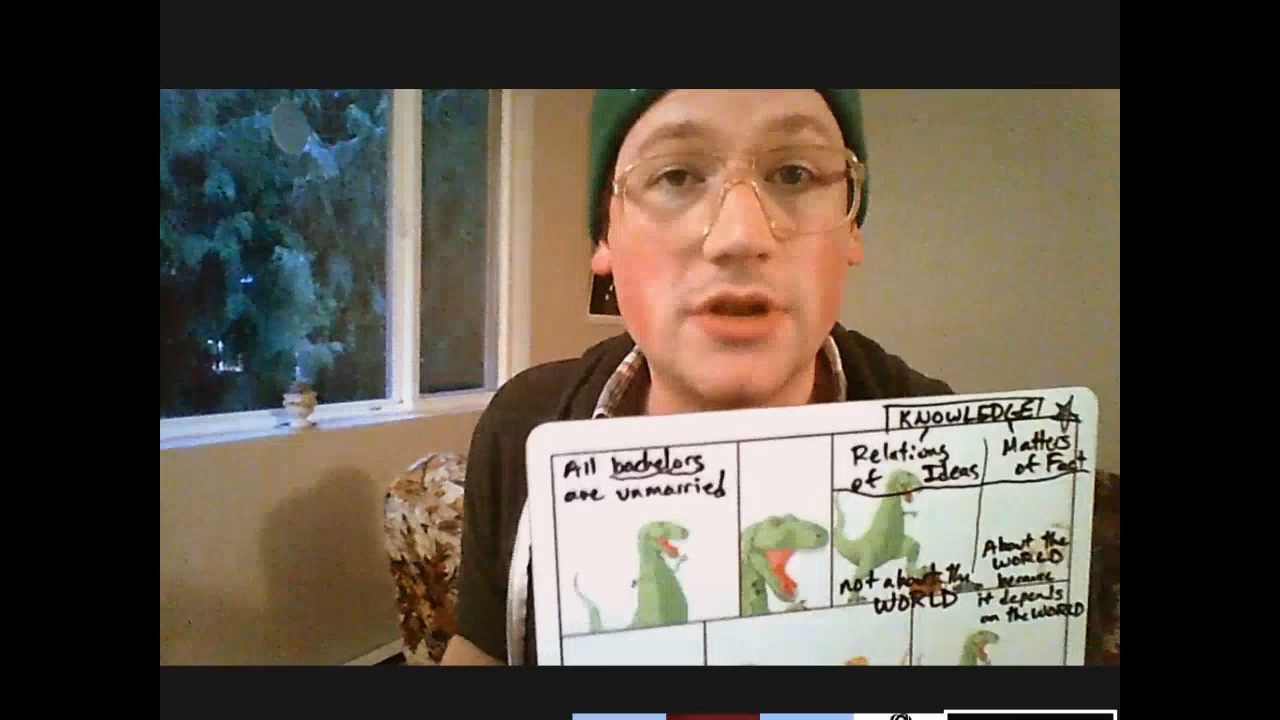 All bachelors
are unmarried
KNOWLEDGE
Relations
of Ideas
Matters
of Fact
not about the
WORLD
About the
WORLD
because
it depends
on the WORLD